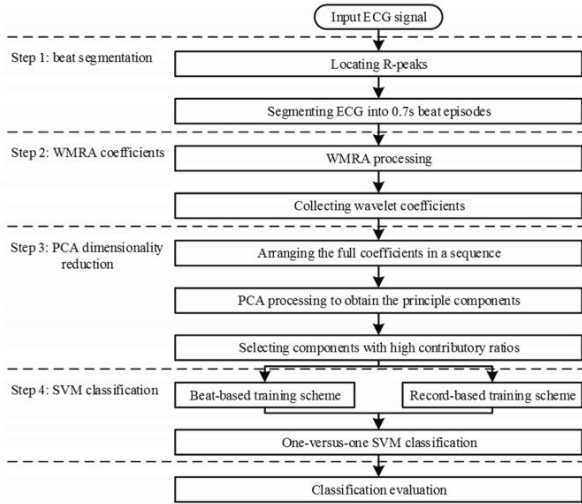 Input ECG signal
Step 1: beat segmentation
Locating R-peaks
Segmenting ECG into 0.7s beat episodes
Step 2: WMRA coefficients
WMRA processing
Collecting wavelet coefficients
Step 3: PCA dimensionality
reduction
Arranging the full coefficients in a sequence
PCA processing to obtain the principle components
Selecting components with high contributory ratios
Step 4: SVM classification
Beat-based training scheme
Record-based training scheme
One-versus-one SVM classification
Classification evaluation